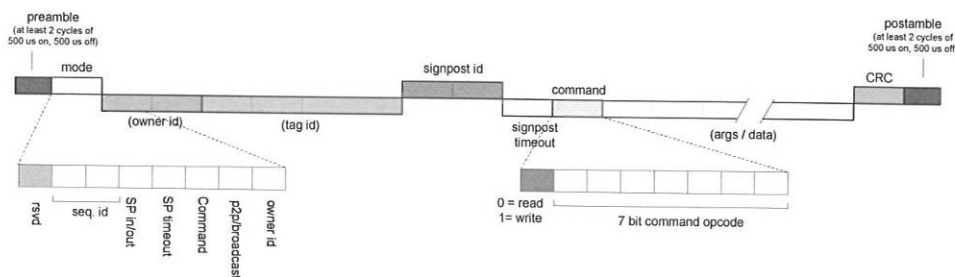 preamble
(at least 2 cycles of
500 us on, 500 us off)
postamble
(at least 2 cycles of
500 us on, 500 us off)
mode
signpost id
CRC
command
(owner id)
(tag id)
signpost
timeout
(args / data)
rsvd
seq. id
SP in/out
SP timeout
Command
p2p/broadcast
owner id
0 = read
1= write
7 bit command opcode